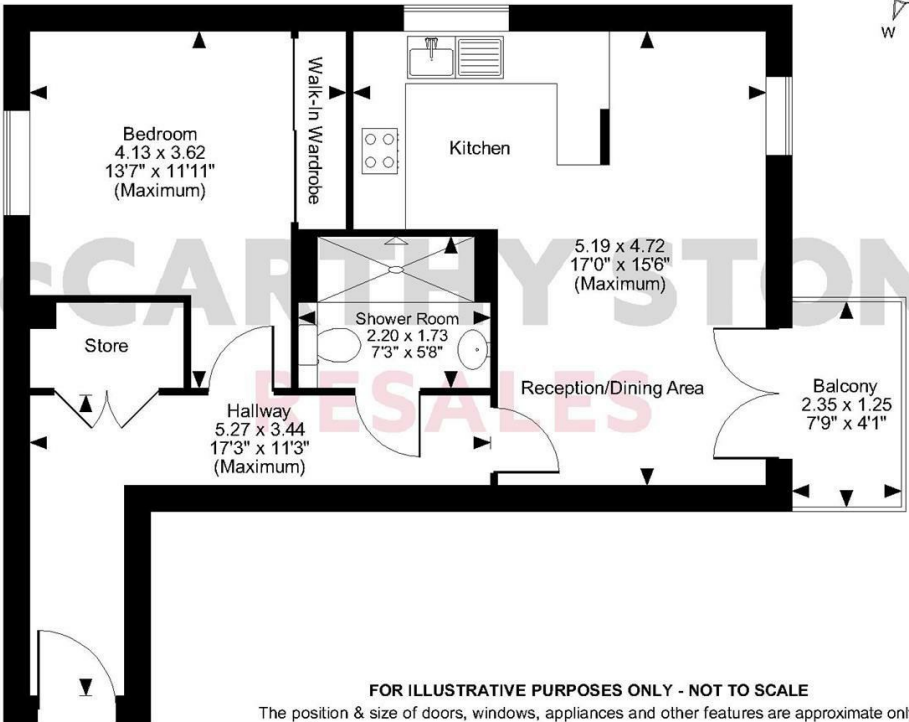 W
Bedroom
4.13 x 3.62
13'7" x 11'11"
(Maximum)
Walk-In Wardrobe
Kitchen
5.19 x 4.72
17'0" x 15'6"
(Maximum)
McCARTHY STON
RESALES
Store
Shower Room
2.20 x 1.73
7'3" x 5'8"
Reception/Dining Area
Balcony
2.35 x 1.25
7'9" x 4'1"
Hallway
5.27 x 3.44
17'3" x 11'3"
(Maximum)
FOR ILLUSTRATIVE PURPOSES ONLY - NOT TO SCALE
The position & size of doors, windows, appliances and other features are approximate onl